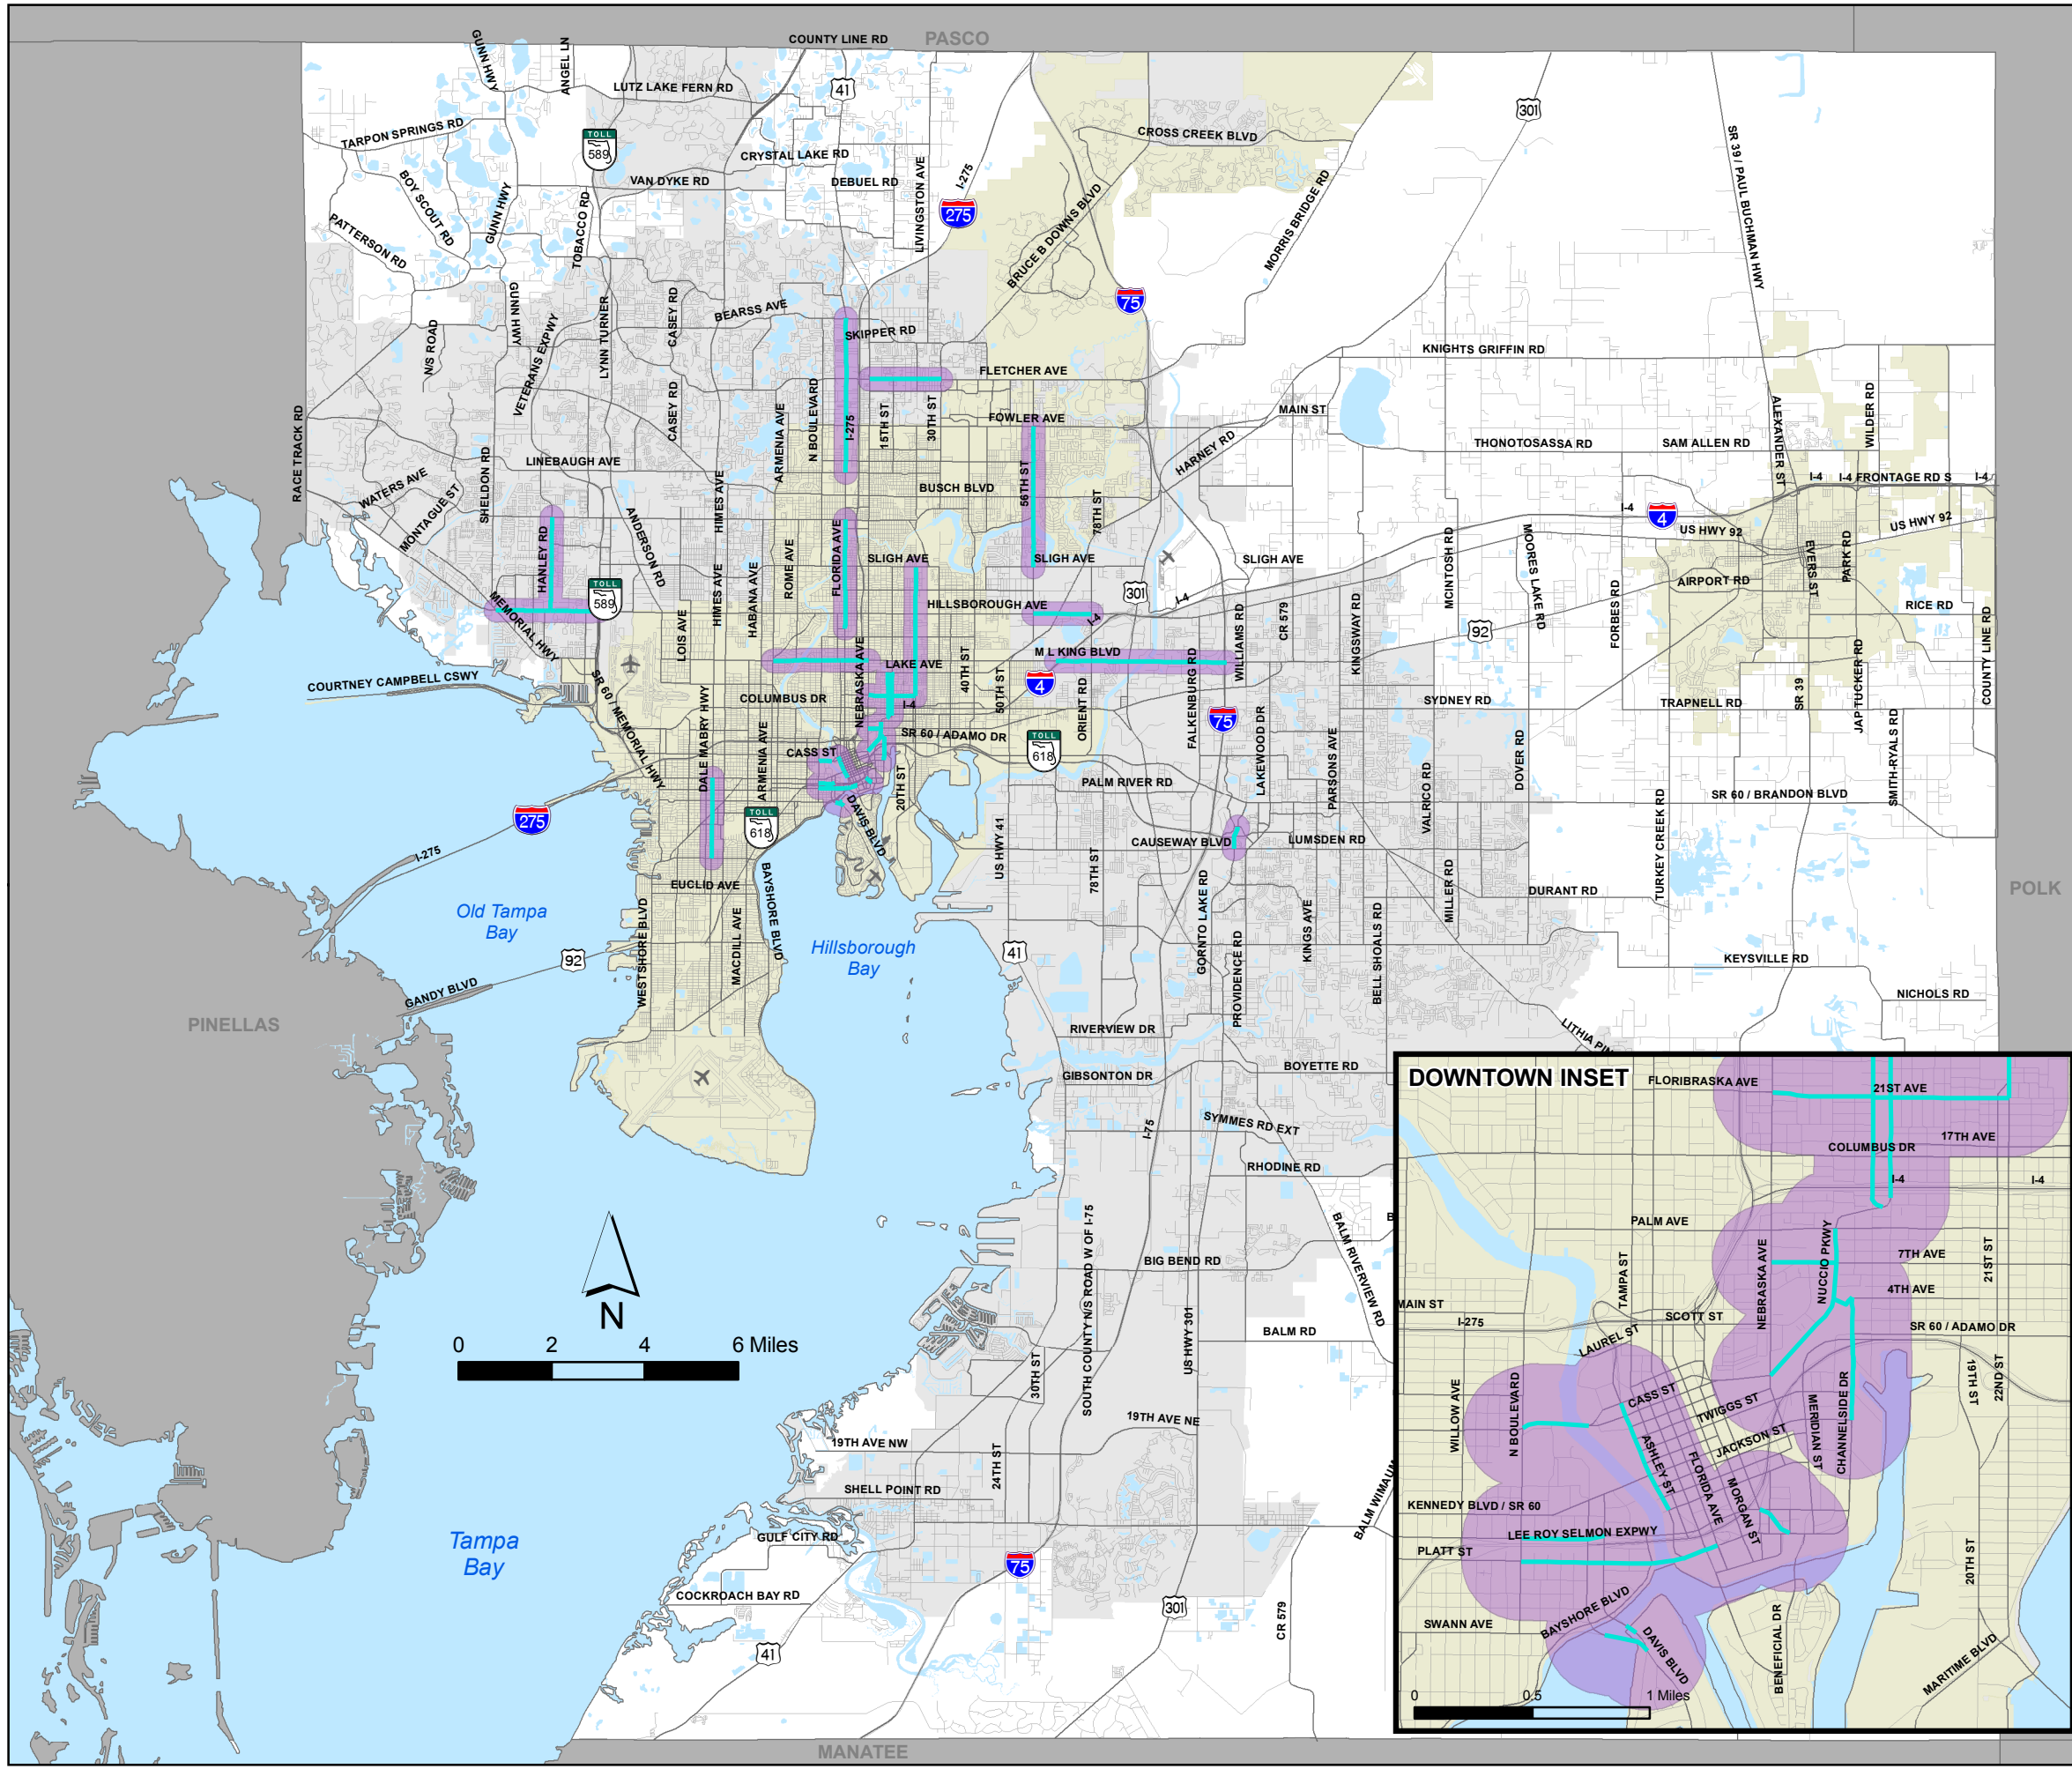 PASCO
COUNTY LINE RD
GUNN HWY
ANGEL LN
LUTZ LAKE FERN RD
41
301
TARPON SPRINGS RD
TOLL
589
CROSS CREEK BLVD
SR 39 / PAUL BUCHMAN HWY
CRYSTAL LAKE RD
BOY SCOUT RD
VAN DYKE RD
DEBUEL RD
LIVINGSTON AVE
I-275
275
GUNN HWY
TOBACCO RD
PATTERSON RD
BRUCE B DOWNS BLVD
MORRIS BRIDGE RD
75
GUNN HWY
N/S ROAD
VETERANS EXPWY
LYNN TURNER
CASEY RD
BEARSS AVE
SKIPPER RD
KNIGHTS GRIFFIN RD
FLETCHER AVE
RACE TRACK RD
CASEY RD
ARMENIA AVE
N BOULEVARD
I-275
15TH ST
30TH ST
FOWLER AVE
MAIN ST
ALEXANDER ST
WILDER RD
THONOTOSASSA RD
SAM ALLEN RD
HARNEY RD
LINEBAUGH AVE
WATERS AVE
MONTAGUE ST
SHELDON RD
HIMES AVE
BUSCH BLVD
56TH ST
78TH ST
I-4
I-4 FRONTAGE RD S
I-4
I-4
4
US HWY 92
US HWY 92
HANLEY RD
ANDERSON RD
ROME AVE
FLORIDA AVE
SLIGH AVE
SLIGH AVE
SLIGH AVE
MCINTOSH RD
MOORES LAKE RD
EVERS ST
PARK RD
AIRPORT RD
TOLL
589
MEMORIAL HWY
HIMES AVE
HABANA AVE
LOIS AVE
HILLSBOROUGH AVE
301
I-4
I-4
WILLIAMS RD
CR 579
KINGSWAY RD
92
FORBES RD
RICE RD
COUNTY LINE RD
NEBRASKA AVE
LAKE AVE
40TH ST
M L KING BLVD
FALKENBURG RD
COURTNEY CAMPBELL CSWY
SR 60 / MEMORIAL HWY
DALE MABRY HWY
COLUMBUS DR
I-4
50TH ST
4
ORIENT RD
75
SYDNEY RD
TRAPNELL RD
SR 39
JAP TUCKER RD
SMITH-RYALS RD
ARMENIA AVE
CASS ST
SR 60 / ADAMO DR
TOLL
618
LAKEWOOD DR
PARSONS AVE
VALRICO RD
DOVER RD
20TH ST
PALM RIVER RD
SR 60 / BRANDON BLVD
275
I-275
TOLL
618
DAVIS BLVD
US HWY 41
CAUSEWAY BLVD
LUMSDEN RD
TURKEY CREEK RD
78TH ST
EUCLID AVE
BAYSHORE BLVD
MILLER RD
DURANT RD
POLK
Old Tampa
Bay
WESTSHORE BLVD
MACDILL AVE
Hillsborough
Bay
GORNTO LAKE RD
PROVIDENCE RD
KINGS AVE
BELL SHOALS RD
92
41
KEYSVILLE RD
GANDY BLVD
NICHOLS RD
PINELLAS
RIVERVIEW DR
LITHIA PIN
GIBSONTON DR
BOYETTE RD
I-75
SYMMES RD EXT
RHODINE RD
BALM RIVERVIEW RD
B
SOUTH COUNTY N/S ROAD W OF I-75
BIG BEND RD
US HWY 301
BALM RD
N
0 2 4 6 Miles
30TH ST
19TH AVE NE
19TH AVE NW
24TH ST
SHELL POINT RD
BALM WIMAUM
GULF CITY RD
Tampa
Bay
75
COCKROACH BAY RD
301
CR 579
41
MANATEE
DOWNTOWN INSET
FLORIBRASKA AVE
21ST AVE
COLUMBUS DR
17TH AVE
I-4
I-4
PALM AVE
TAMPA ST
NEBRASKA AVE
NUCCIO PKWY
7TH AVE
21ST ST
4TH AVE
MAIN ST
I-275
SCOTT ST
SR 60 / ADAMO DR
LAUREL ST
WILLOW AVE
N BOULEVARD
CASS ST
TWIGGS ST
MERIDIAN ST
CHANNELSIDE DR
19TH ST
22ND ST
ASHLEY ST
JACKSON ST
FLORIDA AVE
MORGAN ST
KENNEDY BLVD / SR 60
LEE ROY SELMON EXPWY
PLATT ST
20TH ST
BAYSHORE BLVD
SWANN AVE
DAVIS BLVD
BENEFICIAL DR
MARITIME BLVD
0 0.5 1 Miles